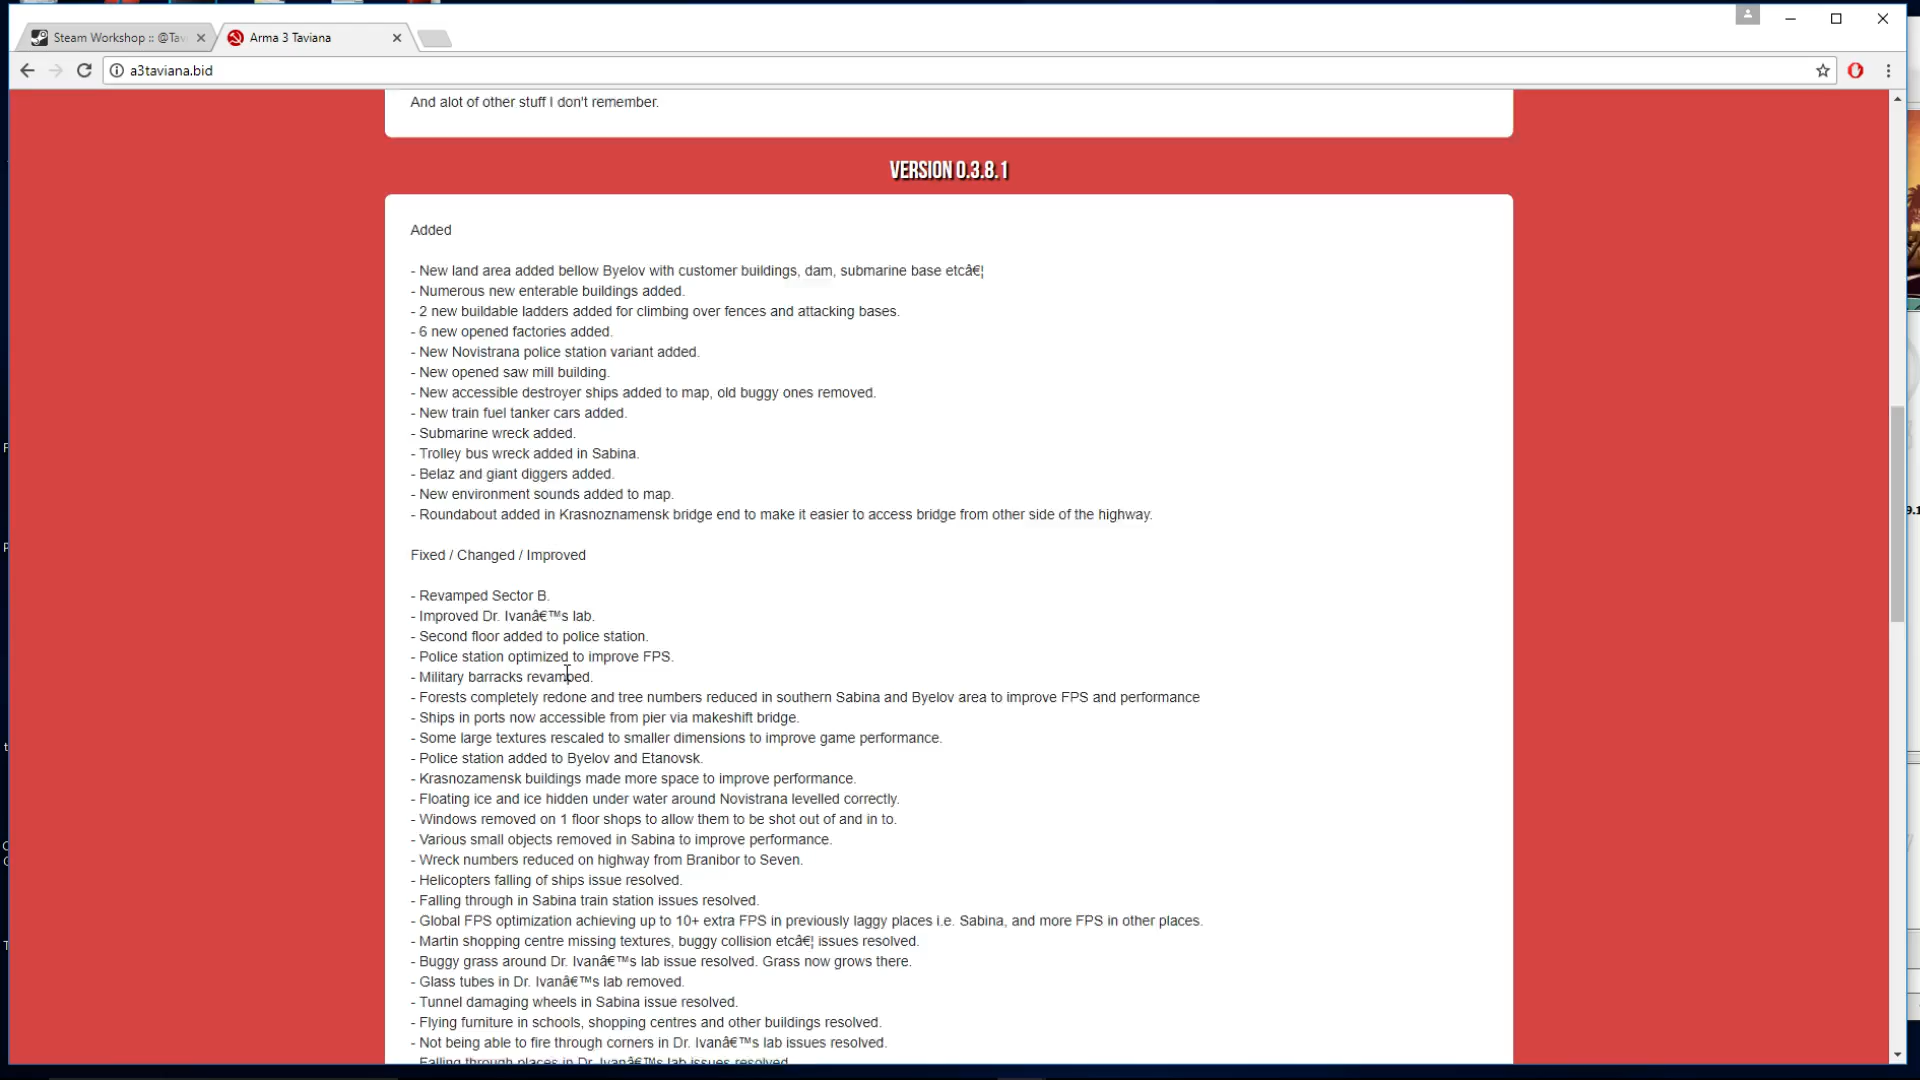 Steam Workshop :: @Tav
Arma 3 Taviana
a3taviana.bid
And alot of other stuff I don't remember.
VERSION 0.3.8.1
Added
- New land area added bellow Byelov with customer buildings, dam, submarine base etcâ€¦
- Numerous new enterable buildings added.
- 2 new buildable ladders added for climbing over fences and attacking bases.
- 6 new opened factories added.
- New Novistrana police station variant added.
- New opened saw mill building.
- New accessible destroyer ships added to map, old buggy ones removed.
- New train fuel tanker cars added.
- Submarine wreck added.
- Trolley bus wreck added in Sabina.
- Belaz and giant diggers added.
- New environment sounds added to map.
- Roundabout added in Krasnoznamensk bridge end to make it easier to access bridge from other side of the highway.
Fixed / Changed / Improved
- Revamped Sector B.
- Improved Dr. Ivanâ€™s lab.
- Second floor added to police station.
- Police station optimized to improve FPS.
- Military barracks revamped.
- Forests completely redone and tree numbers reduced in southern Sabina and Byelov area to improve FPS and performance
- Ships in ports now accessible from pier via makeshift bridge.
- Some large textures rescaled to smaller dimensions to improve game performance.
- Police station added to Byelov and Etanovsk.
- Krasnozamensk buildings made more space to improve performance.
- Floating ice and ice hidden under water around Novistrana levelled correctly.
- Windows removed on 1 floor shops to allow them to be shot out of and in to.
- Various small objects removed in Sabina to improve performance.
- Wreck numbers reduced on highway from Branibor to Seven.
- Helicopters falling of ships issue resolved.
- Falling through in Sabina train station issues resolved.
- Global FPS optimization achieving up to 10+ extra FPS in previously laggy places i.e. Sabina, and more FPS in other places.
- Martin shopping centre missing textures, buggy collision etcâ€¦ issues resolved.
- Buggy grass around Dr. Ivanâ€™s lab issue resolved. Grass now grows there.
- Glass tubes in Dr. Ivanâ€™s lab removed.
- Tunnel damaging wheels in Sabina issue resolved.
- Flying furniture in schools, shopping centres and other buildings resolved.
- Not being able to fire through corners in Dr. Ivanâ€™s lab issues resolved.
- Falling through places in Dr. Ivanâ€™s lab issues resolved.